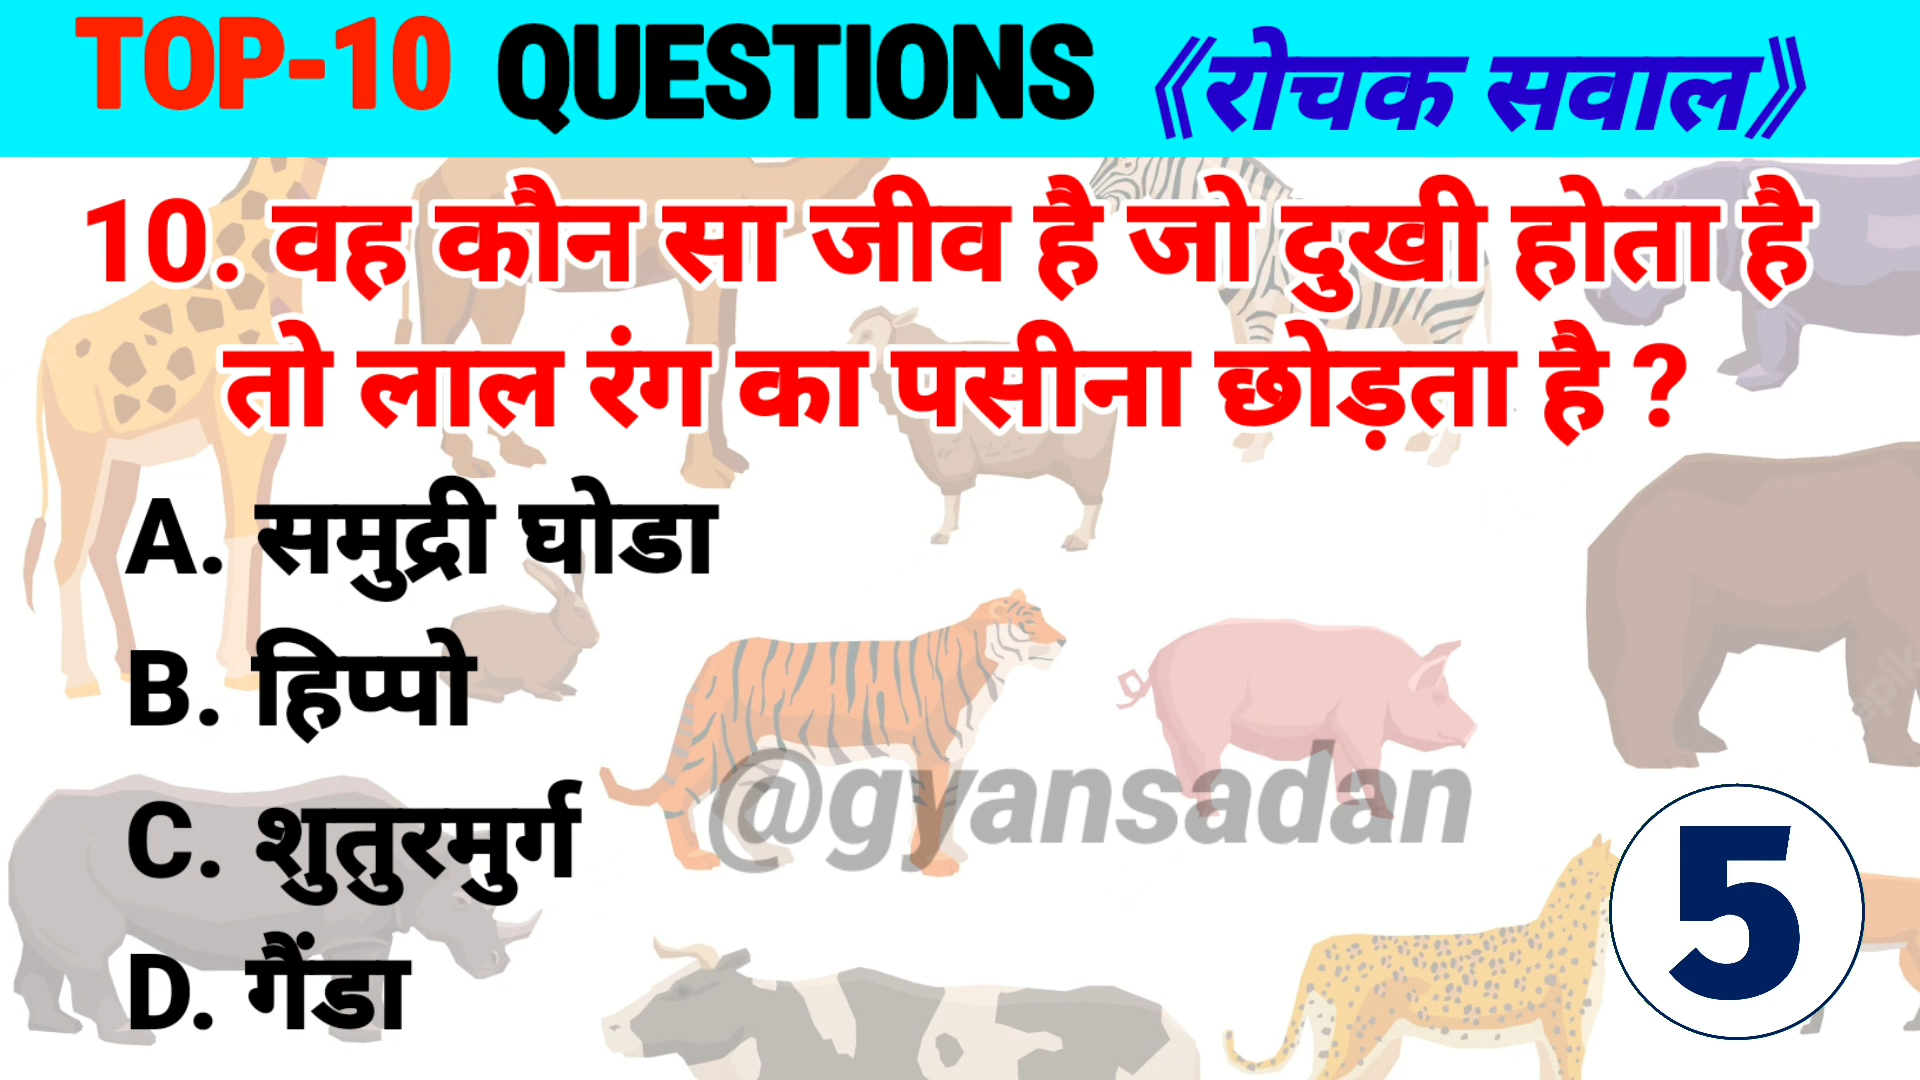 TOP-10 QUESTIONS 《रोचक सवाल》
10. वह कौन सा जीव है जो दुखी होता है
तो लाल रंग का पसीना छोड़ता है ?
A. समुद्री घोडा
B. हिप्पो
C. शुतुरमुर्ग
D. गैंडा
@gyansadan
5